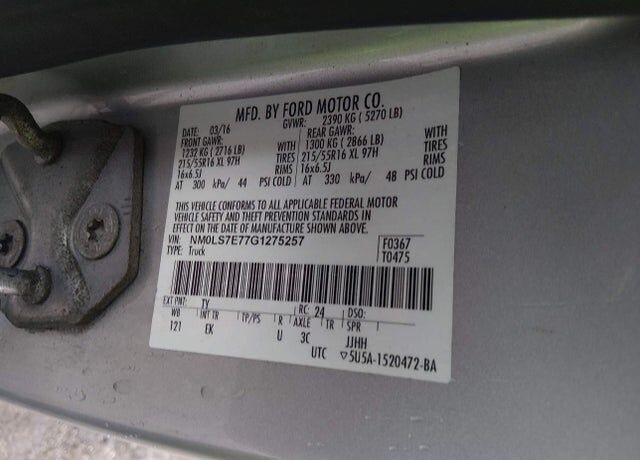 MFD. BY FORD MOTOR CO.
DATE: 03/16 GVWR: 2390 KG ( 5270 LB)
FRONT GAWR: REAR GAWR:
1232 KG ( 2716 LB) WITH 1300 KG ( 2866 LB) WITH
215/55R16 XL 97H TIRES 215/55R16 XL 97H TIRES
16x6.5J RIMS 16x6.5J RIMS
AT 300 kPa/ 44 PSI COLD AT 330 kPa/ 48 PSI COLD
THIS VEHICLE CONFORMS TO ALL APPLICABLE FEDERAL MOTOR
VEHICLE SAFETY AND THEFT PREVENTION STANDARDS IN
EFFECT ON THE DATE OF MANUFACTURE SHOWN ABOVE.
VIN: NM0LS7E77G1275257 F0367
TYPE: Truck T0475
EXT PNT: TY RC: 24 DSO:
WB INT TR TP/PS R AXLE TR SPR
121 EK U 3C JJHH
UTC ▽5U5A-1520472-BA